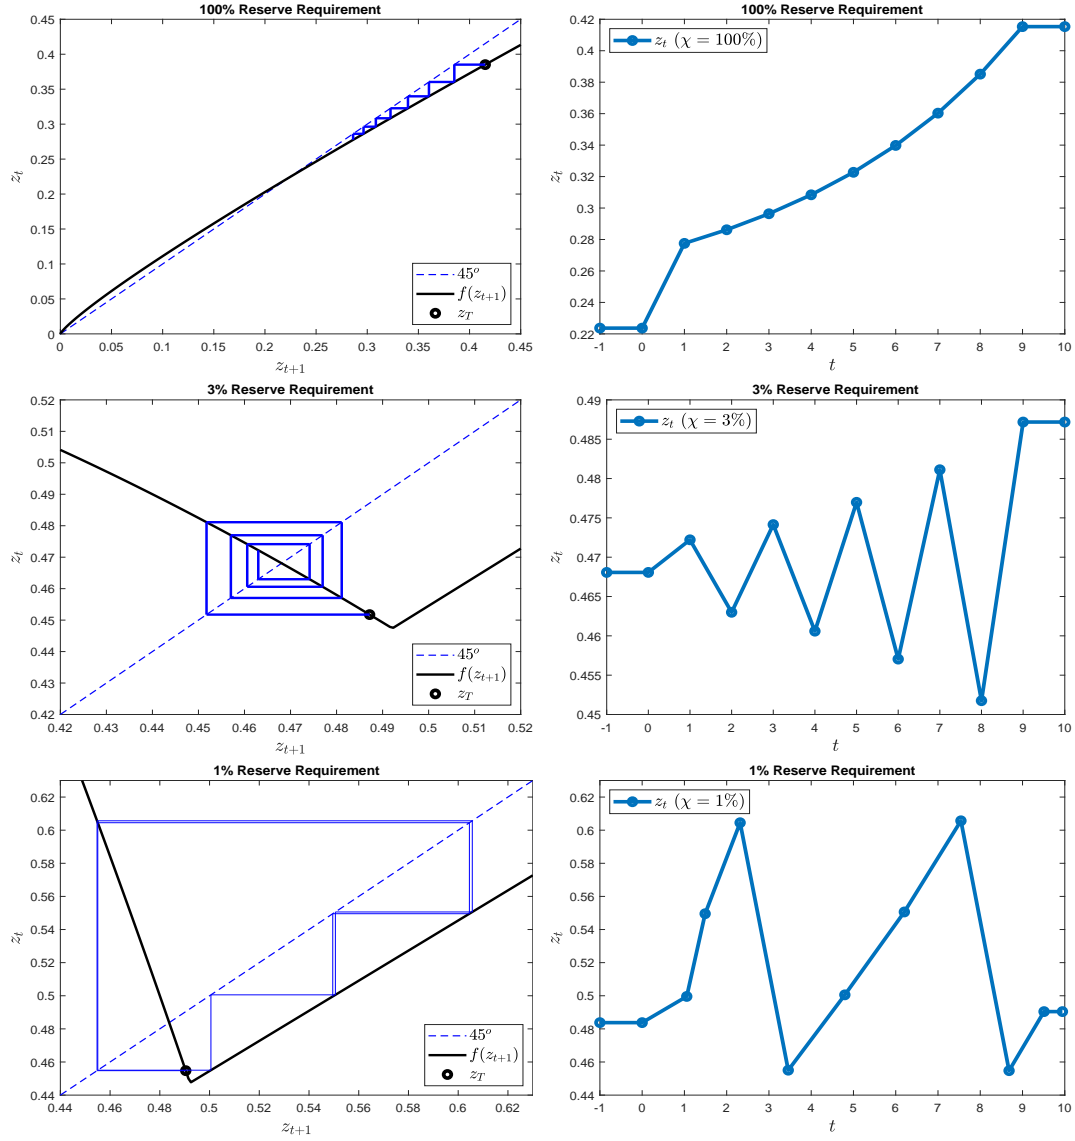 100% Reserve Requirement
0.45
0.4
0.35
0.3
0.25
0.2
0.15
0.1
0.05
0
z_t
0 0.05 0.1 0.15 0.2 0.25 0.3 0.35 0.4 0.45
z_{t+1}
45^o
f(z_{t+1})
z_T
100% Reserve Requirement
0.42
0.4
0.38
0.36
0.34
0.32
0.3
0.28
0.26
0.24
0.22
z_t
-1 0 1 2 3 4 5 6 7 8 9 10
t
z_t (χ = 100%)
3% Reserve Requirement
0.52
0.51
0.5
0.49
0.48
0.47
0.46
0.45
0.44
0.43
0.42
z_t
0.42 0.43 0.44 0.45 0.46 0.47 0.48 0.49 0.5 0.51 0.52
z_{t+1}
45^o
f(z_{t+1})
z_T
3% Reserve Requirement
0.49
0.485
0.48
0.475
0.47
0.465
0.46
0.455
0.45
z_t
-1 0 1 2 3 4 5 6 7 8 9 10
t
z_t (χ = 3%)
1% Reserve Requirement
0.62
0.6
0.58
0.56
0.54
0.52
0.5
0.48
0.46
0.44
z_t
0.44 0.46 0.48 0.5 0.52 0.54 0.56 0.58 0.6 0.62
z_{t+1}
45^o
f(z_{t+1})
z_T
1% Reserve Requirement
0.62
0.6
0.58
0.56
0.54
0.52
0.5
0.48
0.46
0.44
z_t
-1 0 1 2 3 4 5 6 7 8 9 10
t
z_t (χ = 1%)